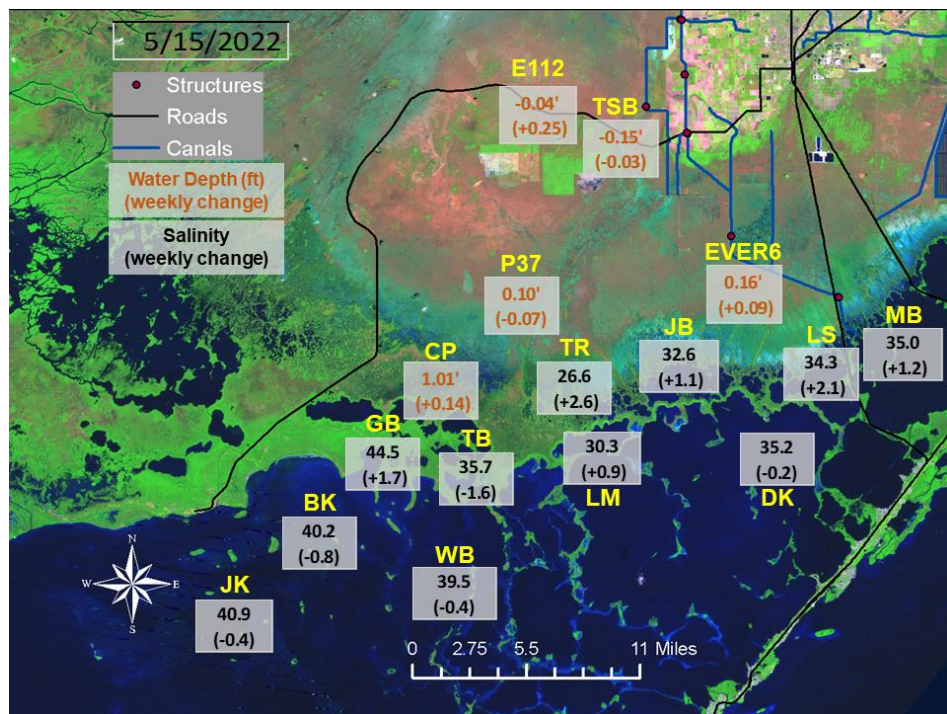 5/15/2022
Structures
Roads
Canals
Water Depth (ft)
(weekly change)
Salinity
(weekly change)
E112
-0.04'
(+0.25)
TSB
-0.15'
(-0.03)
P37
0.10'
(-0.07)
EVER6
0.16'
(+0.09)
CP
1.01'
(+0.14)
TR
26.6
(+2.6)
JB
32.6
(+1.1)
LS
34.3
(+2.1)
MB
35.0
(+1.2)
GB
44.5
(+1.7)
TB
35.7
(-1.6)
30.3
(+0.9)
LM
35.2
(-0.2)
DK
BK
40.2
(-0.8)
WB
39.5
(-0.4)
JK
40.9
(-0.4)
N
W E
S
0 2.75 5.5 11 Miles